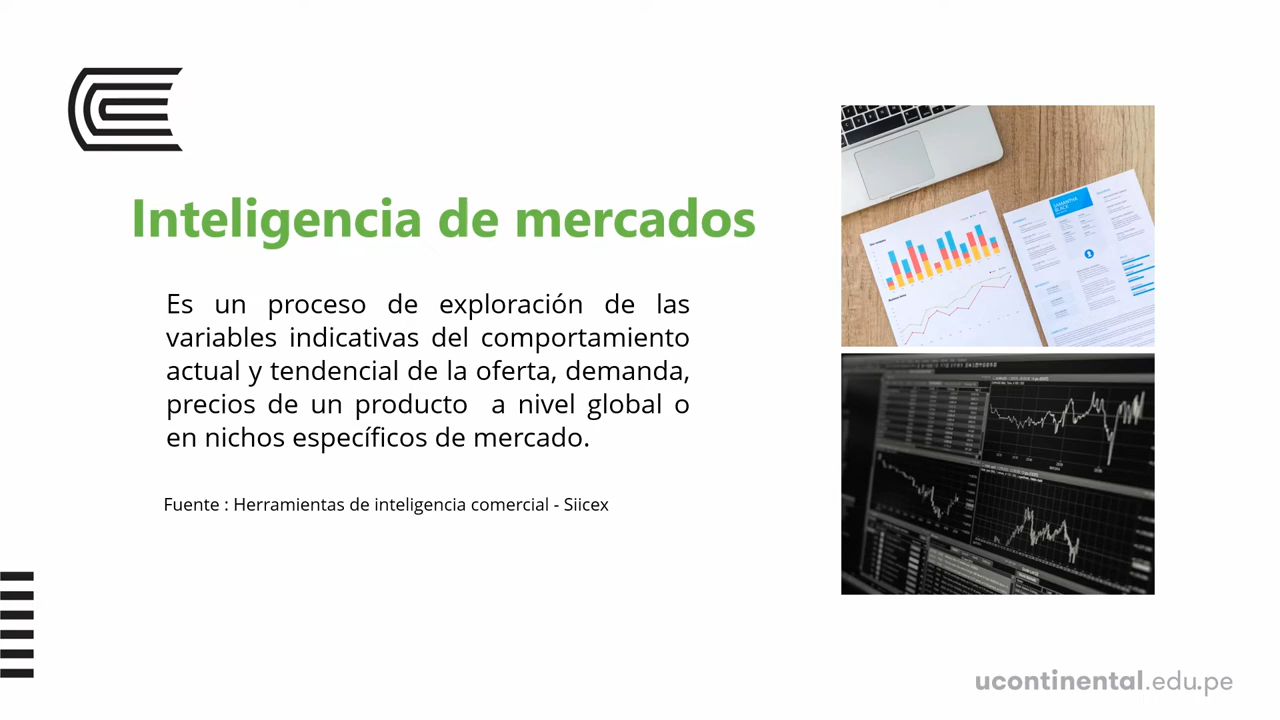 Inteligencia de mercados
Es un proceso de exploración de las
variables indicativas del comportamiento
actual y tendencial de la oferta, demanda,
precios de un producto a nivel global o
en nichos específicos de mercado.
Fuente : Herramientas de inteligencia comercial - Siicex
SAMANTHA
BLACK
ucontinental.edu.pe